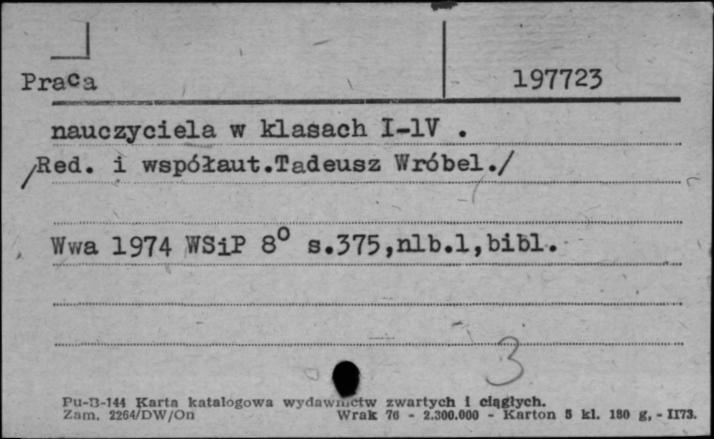 Praca 197723
nauczyciela w klasach I-lV .
/Red. i współaut.Tadeusz Wróbel./
Wwa 1974 WSiP 8⁰ s.375,nlb.1,bibl.
3
Pu-B-144 Karta katalogowa wydawnictw zwartych i ciągłych.
Zam. 2264/DW/On Wrak 76 - 2.300.000 - Karton 5 kl. 180 g. - II73.